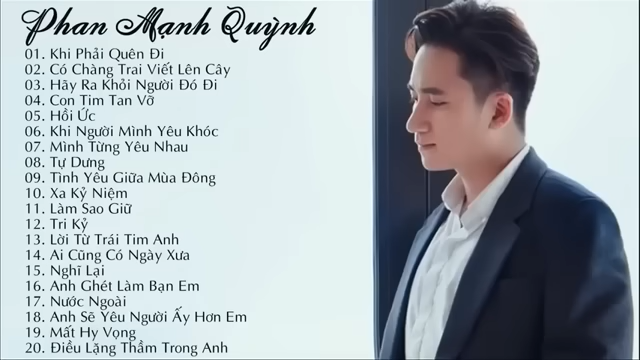 Phan Mạnh Quỳnh
01. Khi Phải Quên Đi
02. Có Chàng Trai Viết Lên Cây
03. Hãy Ra Khỏi Người Đó Đi
04. Con Tim Tan Vỡ
05. Hồi Ức
06. Khi Người Mình Yêu Khóc
07. Mình Từng Yêu Nhau
08. Tự Dưng
09. Tình Yêu Giữa Mùa Đông
10. Xa Kỷ Niệm
11. Làm Sao Giữ
12. Tri Kỷ
13. Lời Từ Trái Tim Anh
14. Ai Cũng Có Ngày Xưa
15. Nghĩ Lại
16. Anh Ghét Làm Bạn Em
17. Nước Ngoài
18. Anh Sẽ Yêu Người Ấy Hơn Em
19. Mất Hy Vọng
20. Điều Lặng Thầm Trong Anh